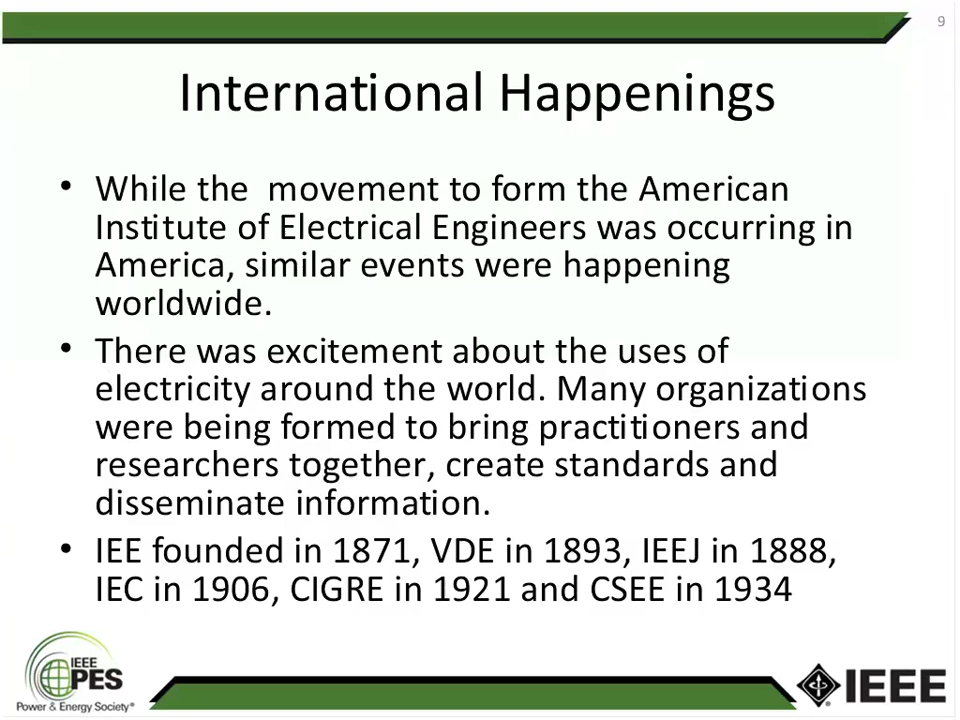 9
International Happenings
• While the  movement to form the American
Institute of Electrical Engineers was occurring in
America, similar events were happening
worldwide.
• There was excitement about the uses of
electricity around the world. Many organizations
were being formed to bring practitioners and
researchers together, create standards and
disseminate information.
• IEE founded in 1871, VDE in 1893, IEEJ in 1888,
IEC in 1906, CIGRE in 1921 and CSEE in 1934
IEEE
PES
Power & Energy Society®
IEEE